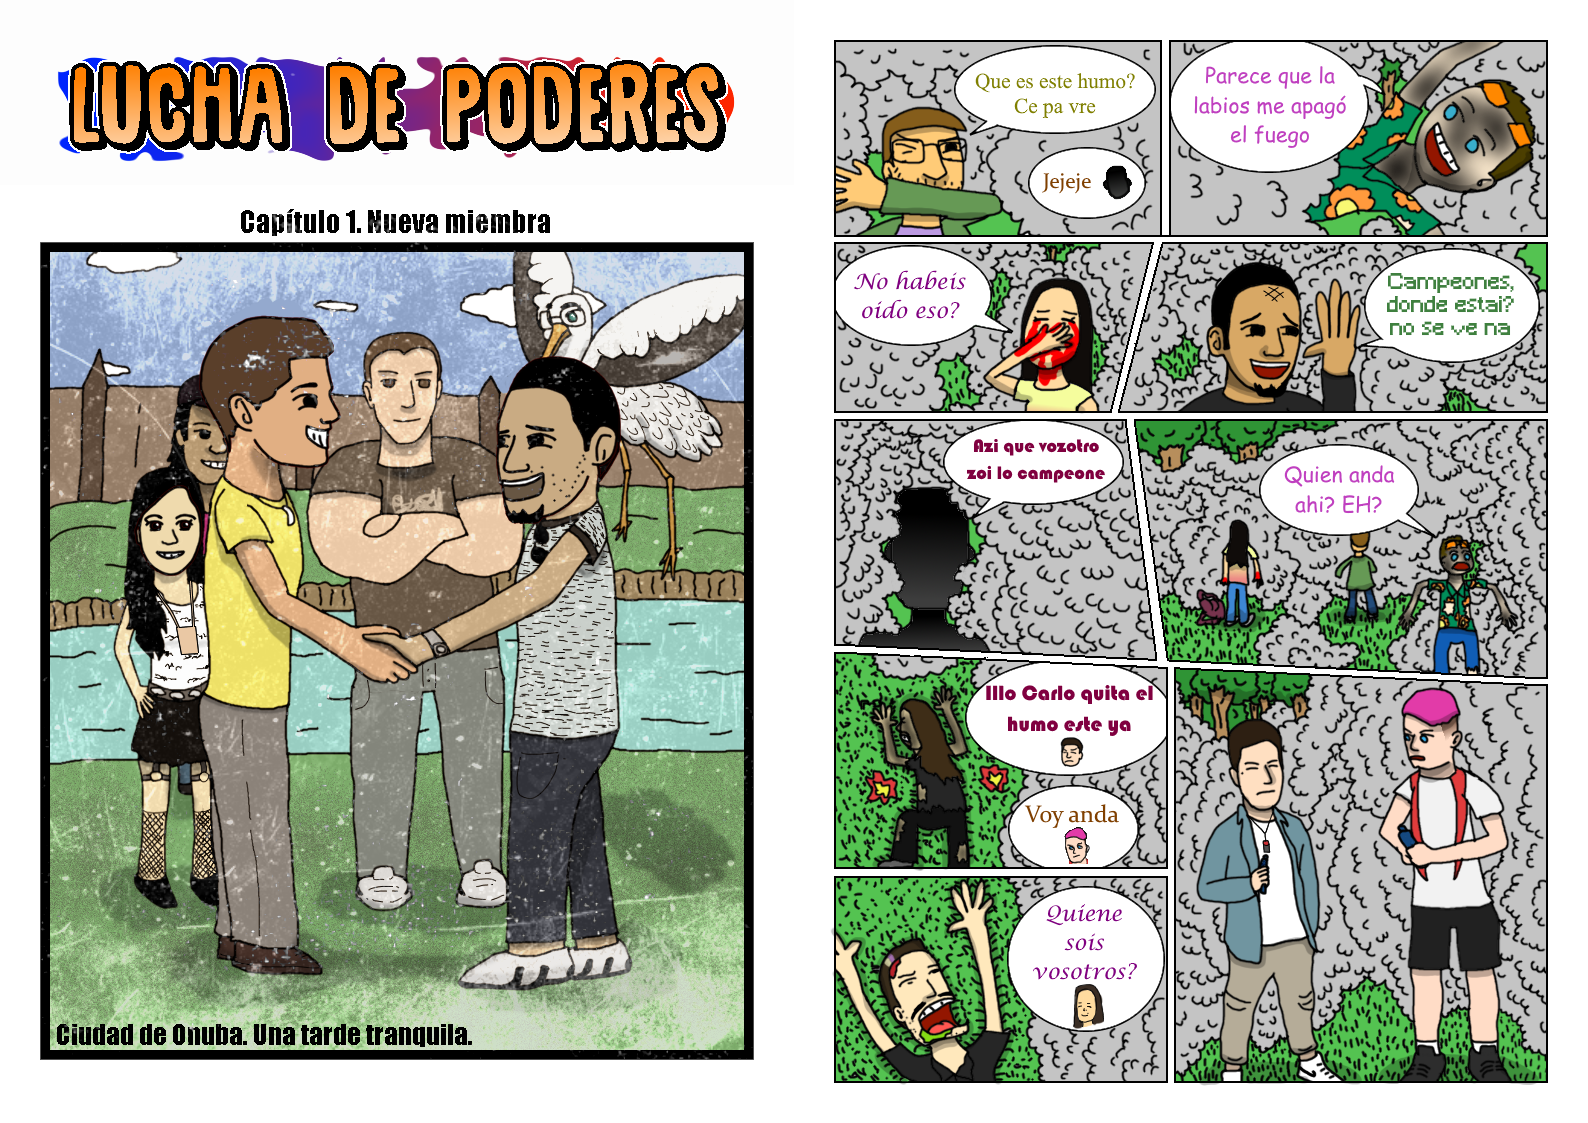 LUCHA DE PODERES
Capítulo 1. Nueva miembra
Ciudad de Onuba. Una tarde tranquila.
Que es este humo?
Ce pa vre
Jejeje
Parece que la
labios me apagó
el fuego
No habeis
oído eso?
Campeones,
donde estai?
no se ve na
Azi que vozotro
zoi lo campeone
Quien anda
ahi? EH?
Illo Carlo quita el
humo este ya
Voy anda
Quíene
sois
vosotros?